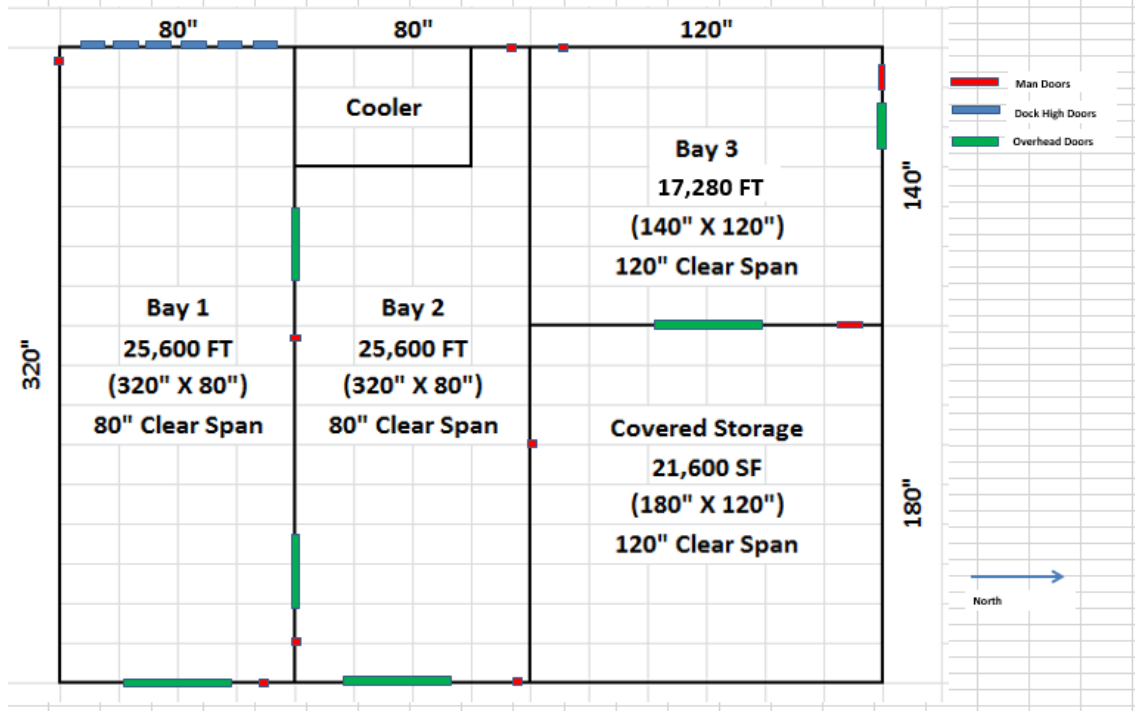 80"
80"
120"
Cooler
Man Doors
Dock High Doors
Overhead Doors
Bay 3
17,280 FT
(140" X 120")
120" Clear Span
140"
Bay 1
25,600 FT
(320" X 80")
80" Clear Span
Bay 2
25,600 FT
(320" X 80")
80" Clear Span
320"
Covered Storage
21,600 SF
(180" X 120")
120" Clear Span
180"
North